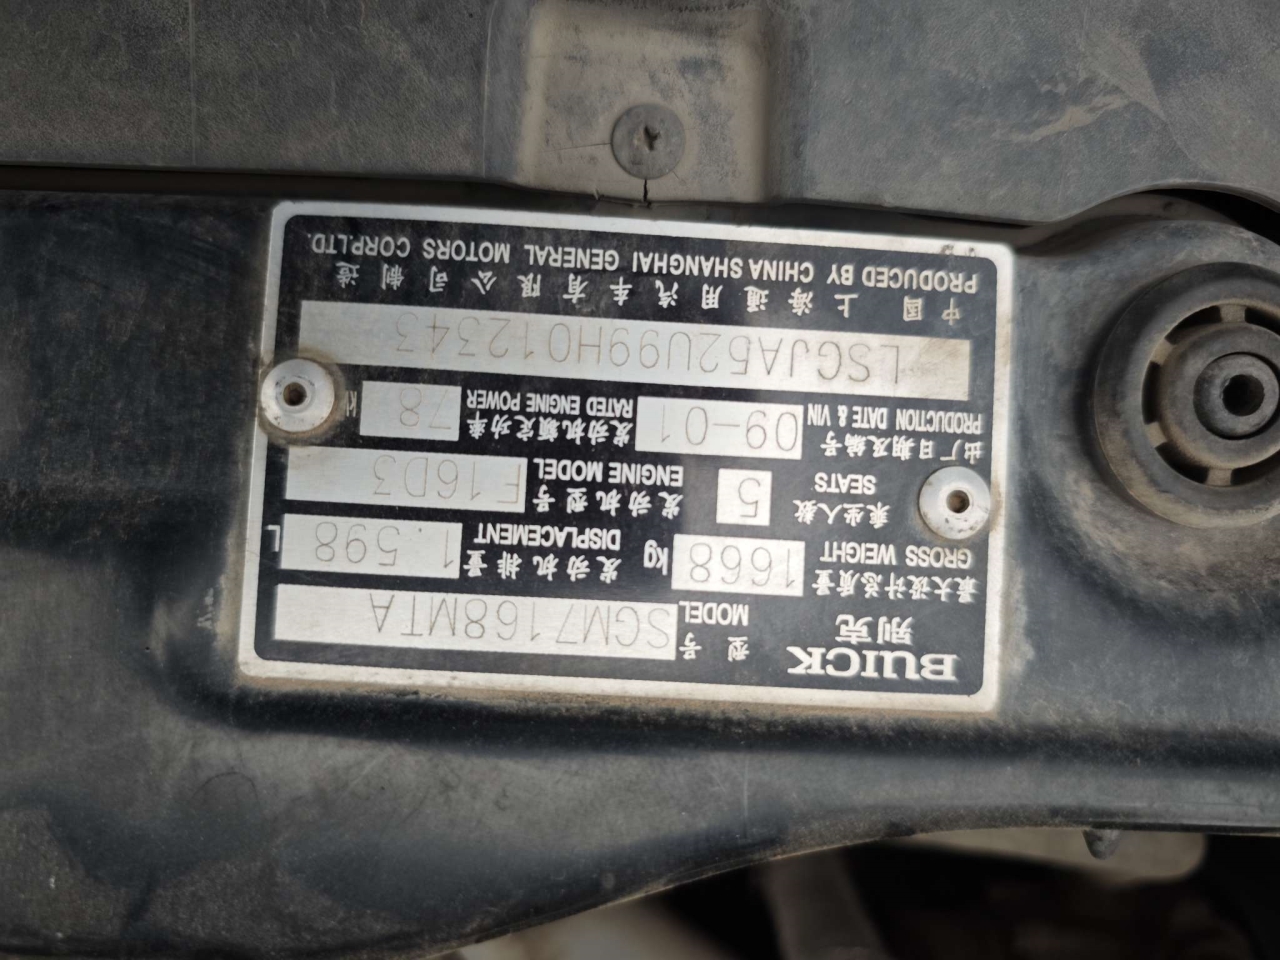 BUICK
别克
型号
MODEL
SGM7168MTA
最大设计总质量
GROSS WEIGHT
1668 kg
发动机排量
DISPLACEMENT
1.598 L
乘坐人数
SEATS
5
发动机型号
ENGINE MODEL
F16D3
出厂日期及编号
PRODUCTION DATE & VIN
09-01
发动机额定功率
RATED ENGINE POWER
78
LSGJA52U99H012343
中国 上海通用汽车有限公司 制造
PRODUCED BY CHINA SHANGHAI GENERAL MOTORS CORP.LTD.